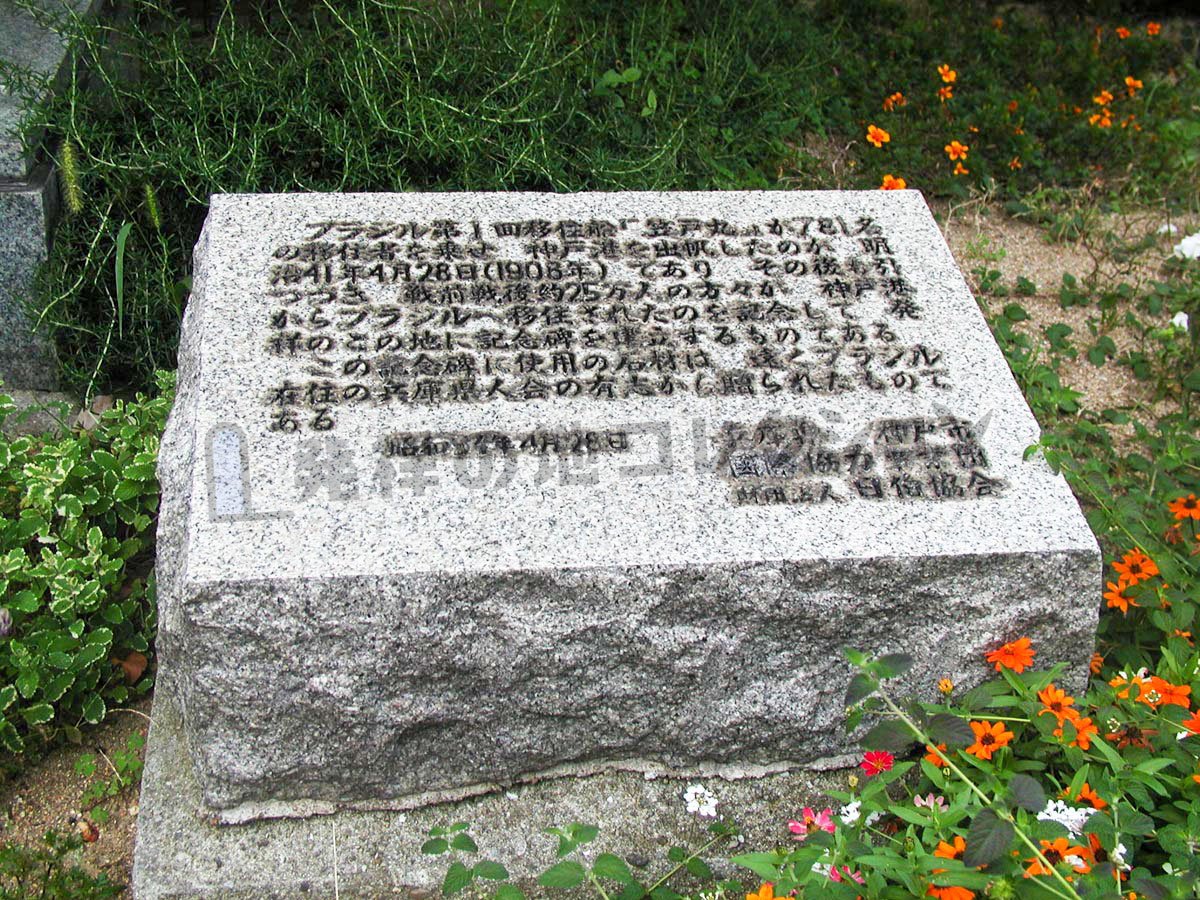 ブラジル第1回移住船「笠戸丸」が781名
の移住者を乗せ 神戸港を出帆したのが 明
治41年4月28日(1908年) であり その後も引
つづき 戦前戦後約25万人の方々が 神戸港
からブラジルへ移住されたのを記念して 発
祥のこの地に記念碑を建立するものである
この記念碑に使用の石材は 遠くブラジル
在住の兵庫県人会の有志から贈られたもので
ある
昭和 年4月28日
兵庫県 神戸市
国際協力事業団
財団法人 日伯協会
発祥の地コレクション